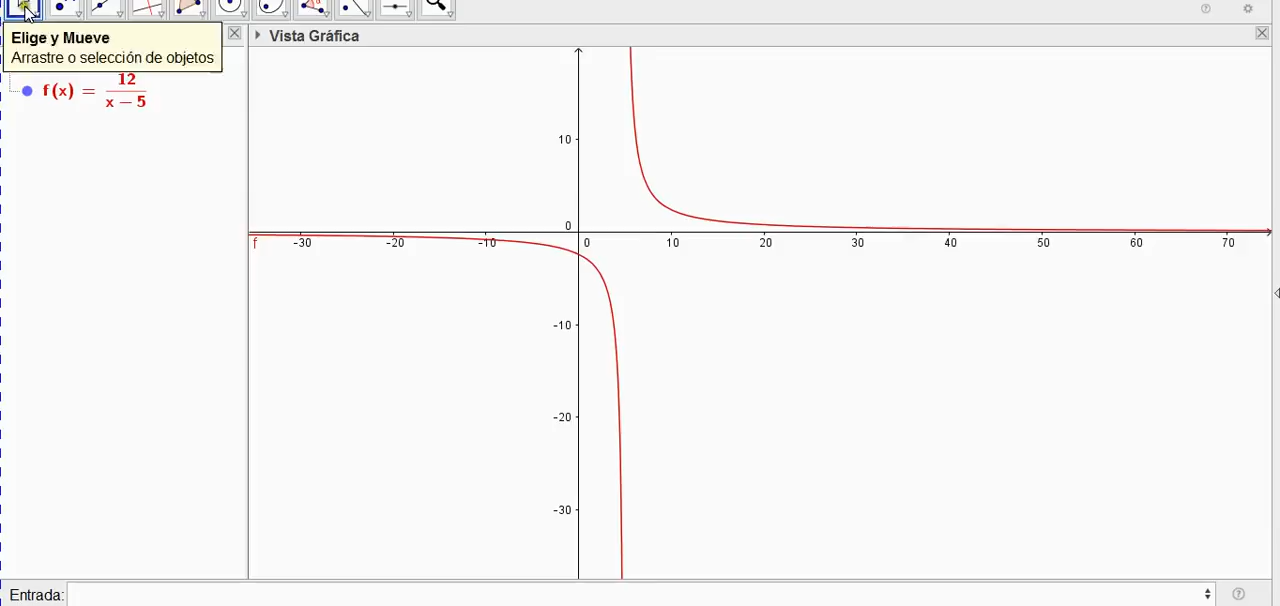 Elige y Mueve
Arrastre o selección de objetos
Vista Gráfica
f(x) = 12 / (x − 5)
10
0
-10
-20
-30
f
-30 -20 -10 0 10 20 30 40 50 60 70
Entrada: